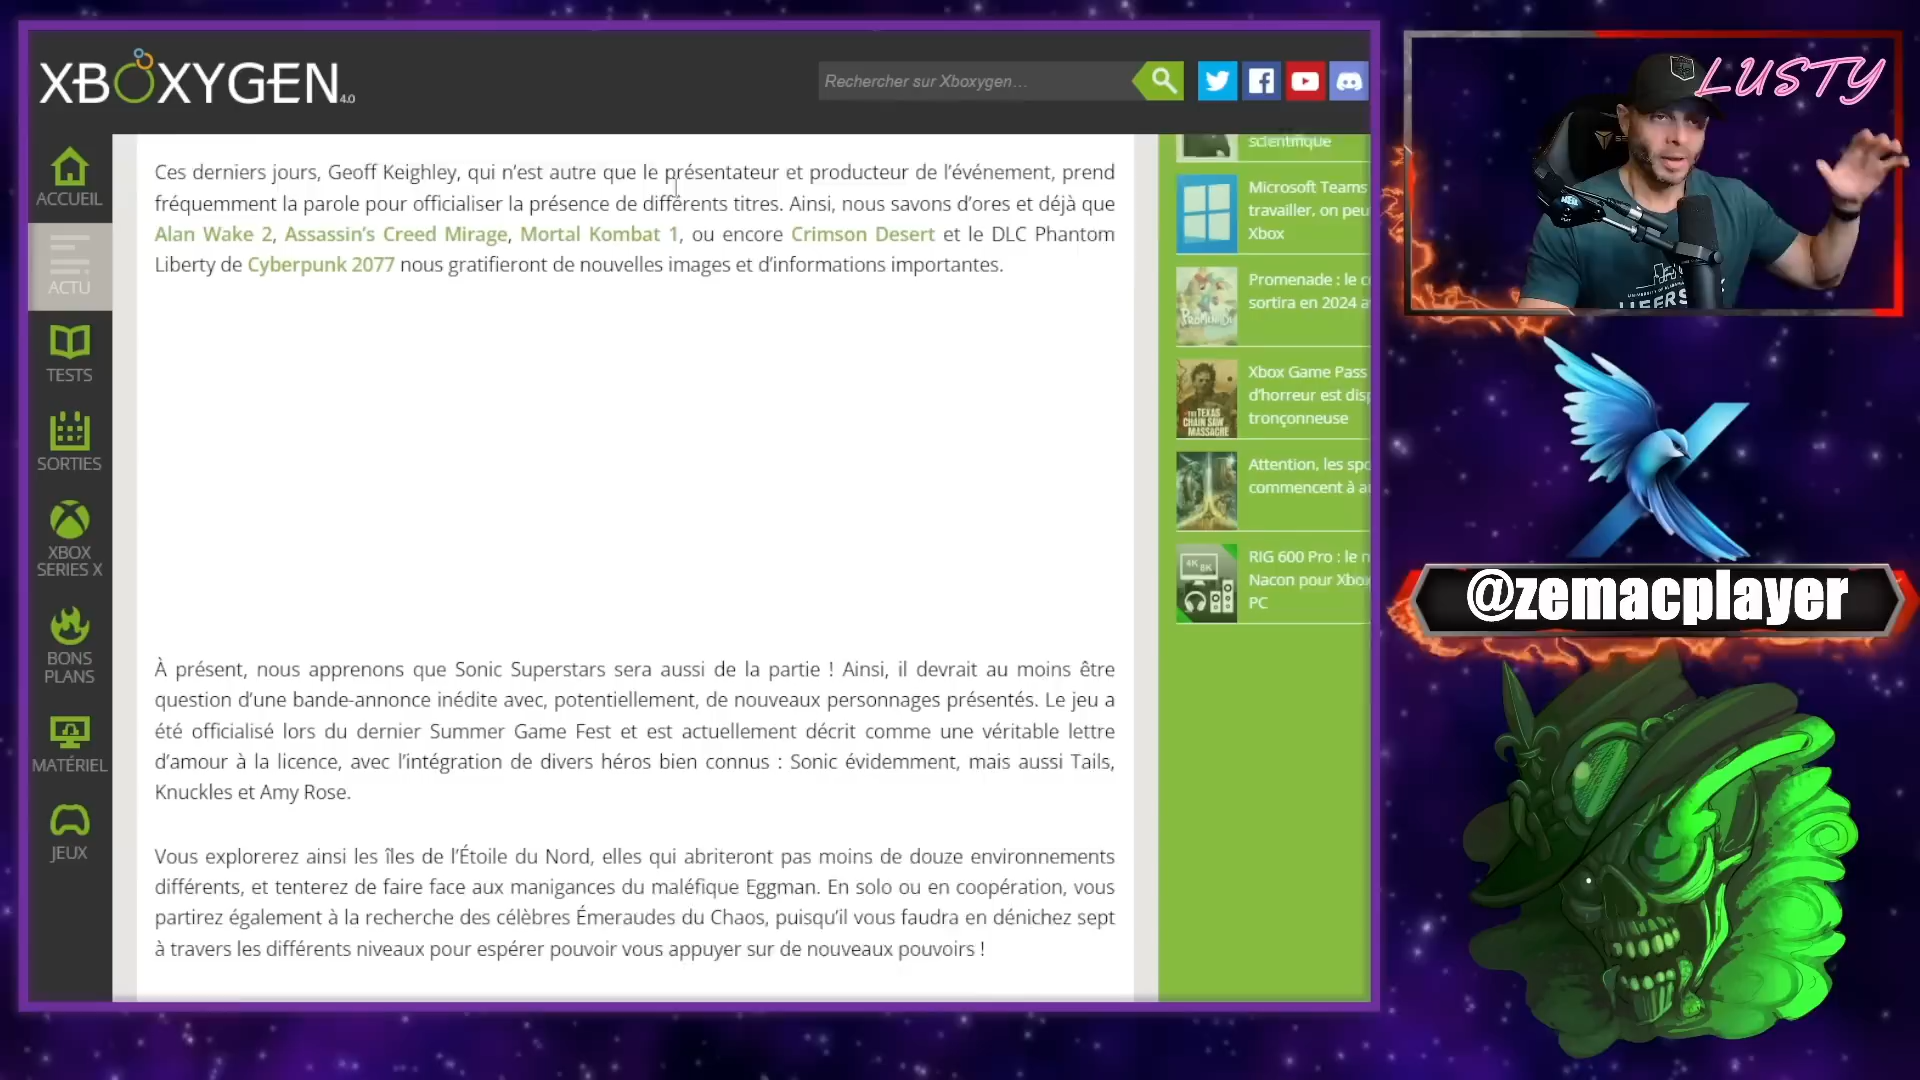 XBOXYGEN 4.0
Rechercher sur Xboxygen...
ACCUEIL
ACTU
TESTS
SORTIES
XBOX
SERIES X
BONS
PLANS
MATÉRIEL
JEUX
Ces derniers jours, Geoff Keighley, qui n'est autre que le présentateur et producteur de l'événement, prend
fréquemment la parole pour officialiser la présence de différents titres. Ainsi, nous savons d'ores et déjà que
Alan Wake 2, Assassin's Creed Mirage, Mortal Kombat 1, ou encore Crimson Desert et le DLC Phantom
Liberty de Cyberpunk 2077 nous gratifieront de nouvelles images et d'informations importantes.
À présent, nous apprenons que Sonic Superstars sera aussi de la partie ! Ainsi, il devrait au moins être
question d'une bande-annonce inédite avec, potentiellement, de nouveaux personnages présentés. Le jeu a
été officialisé lors du dernier Summer Game Fest et est actuellement décrit comme une véritable lettre
d'amour à la licence, avec l'intégration de divers héros bien connus : Sonic évidemment, mais aussi Tails,
Knuckles et Amy Rose.
Vous explorerez ainsi les îles de l'Étoile du Nord, elles qui abriteront pas moins de douze environnements
différents, et tenterez de faire face aux manigances du maléfique Eggman. En solo ou en coopération, vous
partirez également à la recherche des célèbres Émeraudes du Chaos, puisqu'il vous faudra en dénichez sept
à travers les différents niveaux pour espérer pouvoir vous appuyer sur de nouveaux pouvoirs !
scientifique
Microsoft Teams
travailler, on peu
Xbox
Promenade : le c
sortira en 2024 a
Xbox Game Pass
d'horreur est disp
tronçonneuse
THE TEXAS
CHAIN SAW
MASSACRE
Attention, les spo
commencent à a
RIG 600 Pro : le n
Nacon pour Xbox
PC
4K 8K
LUSTY
@zemacplayer